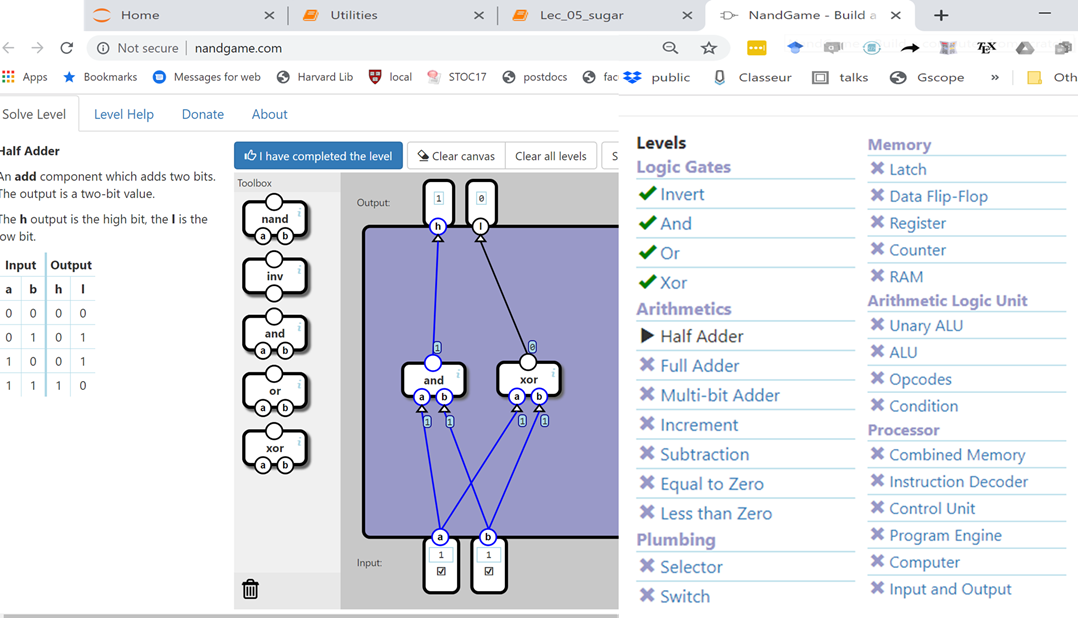 Home
Utilities
Lec_05_sugar
NandGame - Build a
Not secure
nandgame.com
TEX
Apps
Bookmarks
Messages for web
Harvard Lib
local
STOC17
postdocs
fac
public
Classeur
talks
Gscope
»
Oth
Solve Level
Level Help
Donate
About
Half Adder
An add component which adds two bits.
The output is a two-bit value.
The h output is the high bit, the l is the
low bit.
Input Output
a b h l
0 0 0 0
0 1 0 1
1 0 0 1
1 1 1 0
I have completed the level
Clear canvas
Clear all levels
S
Toolbox
nand
a b
inv
and
a b
or
a b
xor
a b
Output:
1 0
h l
1 0
and xor
a b a b
1 1 1 1
a b
Input:
1 1
Levels
Logic Gates
Invert
And
Or
Xor
Arithmetics
Half Adder
Full Adder
Multi-bit Adder
Increment
Subtraction
Equal to Zero
Less than Zero
Plumbing
Selector
Switch
Memory
Latch
Data Flip-Flop
Register
Counter
RAM
Arithmetic Logic Unit
Unary ALU
ALU
Opcodes
Condition
Processor
Combined Memory
Instruction Decoder
Control Unit
Program Engine
Computer
Input and Output